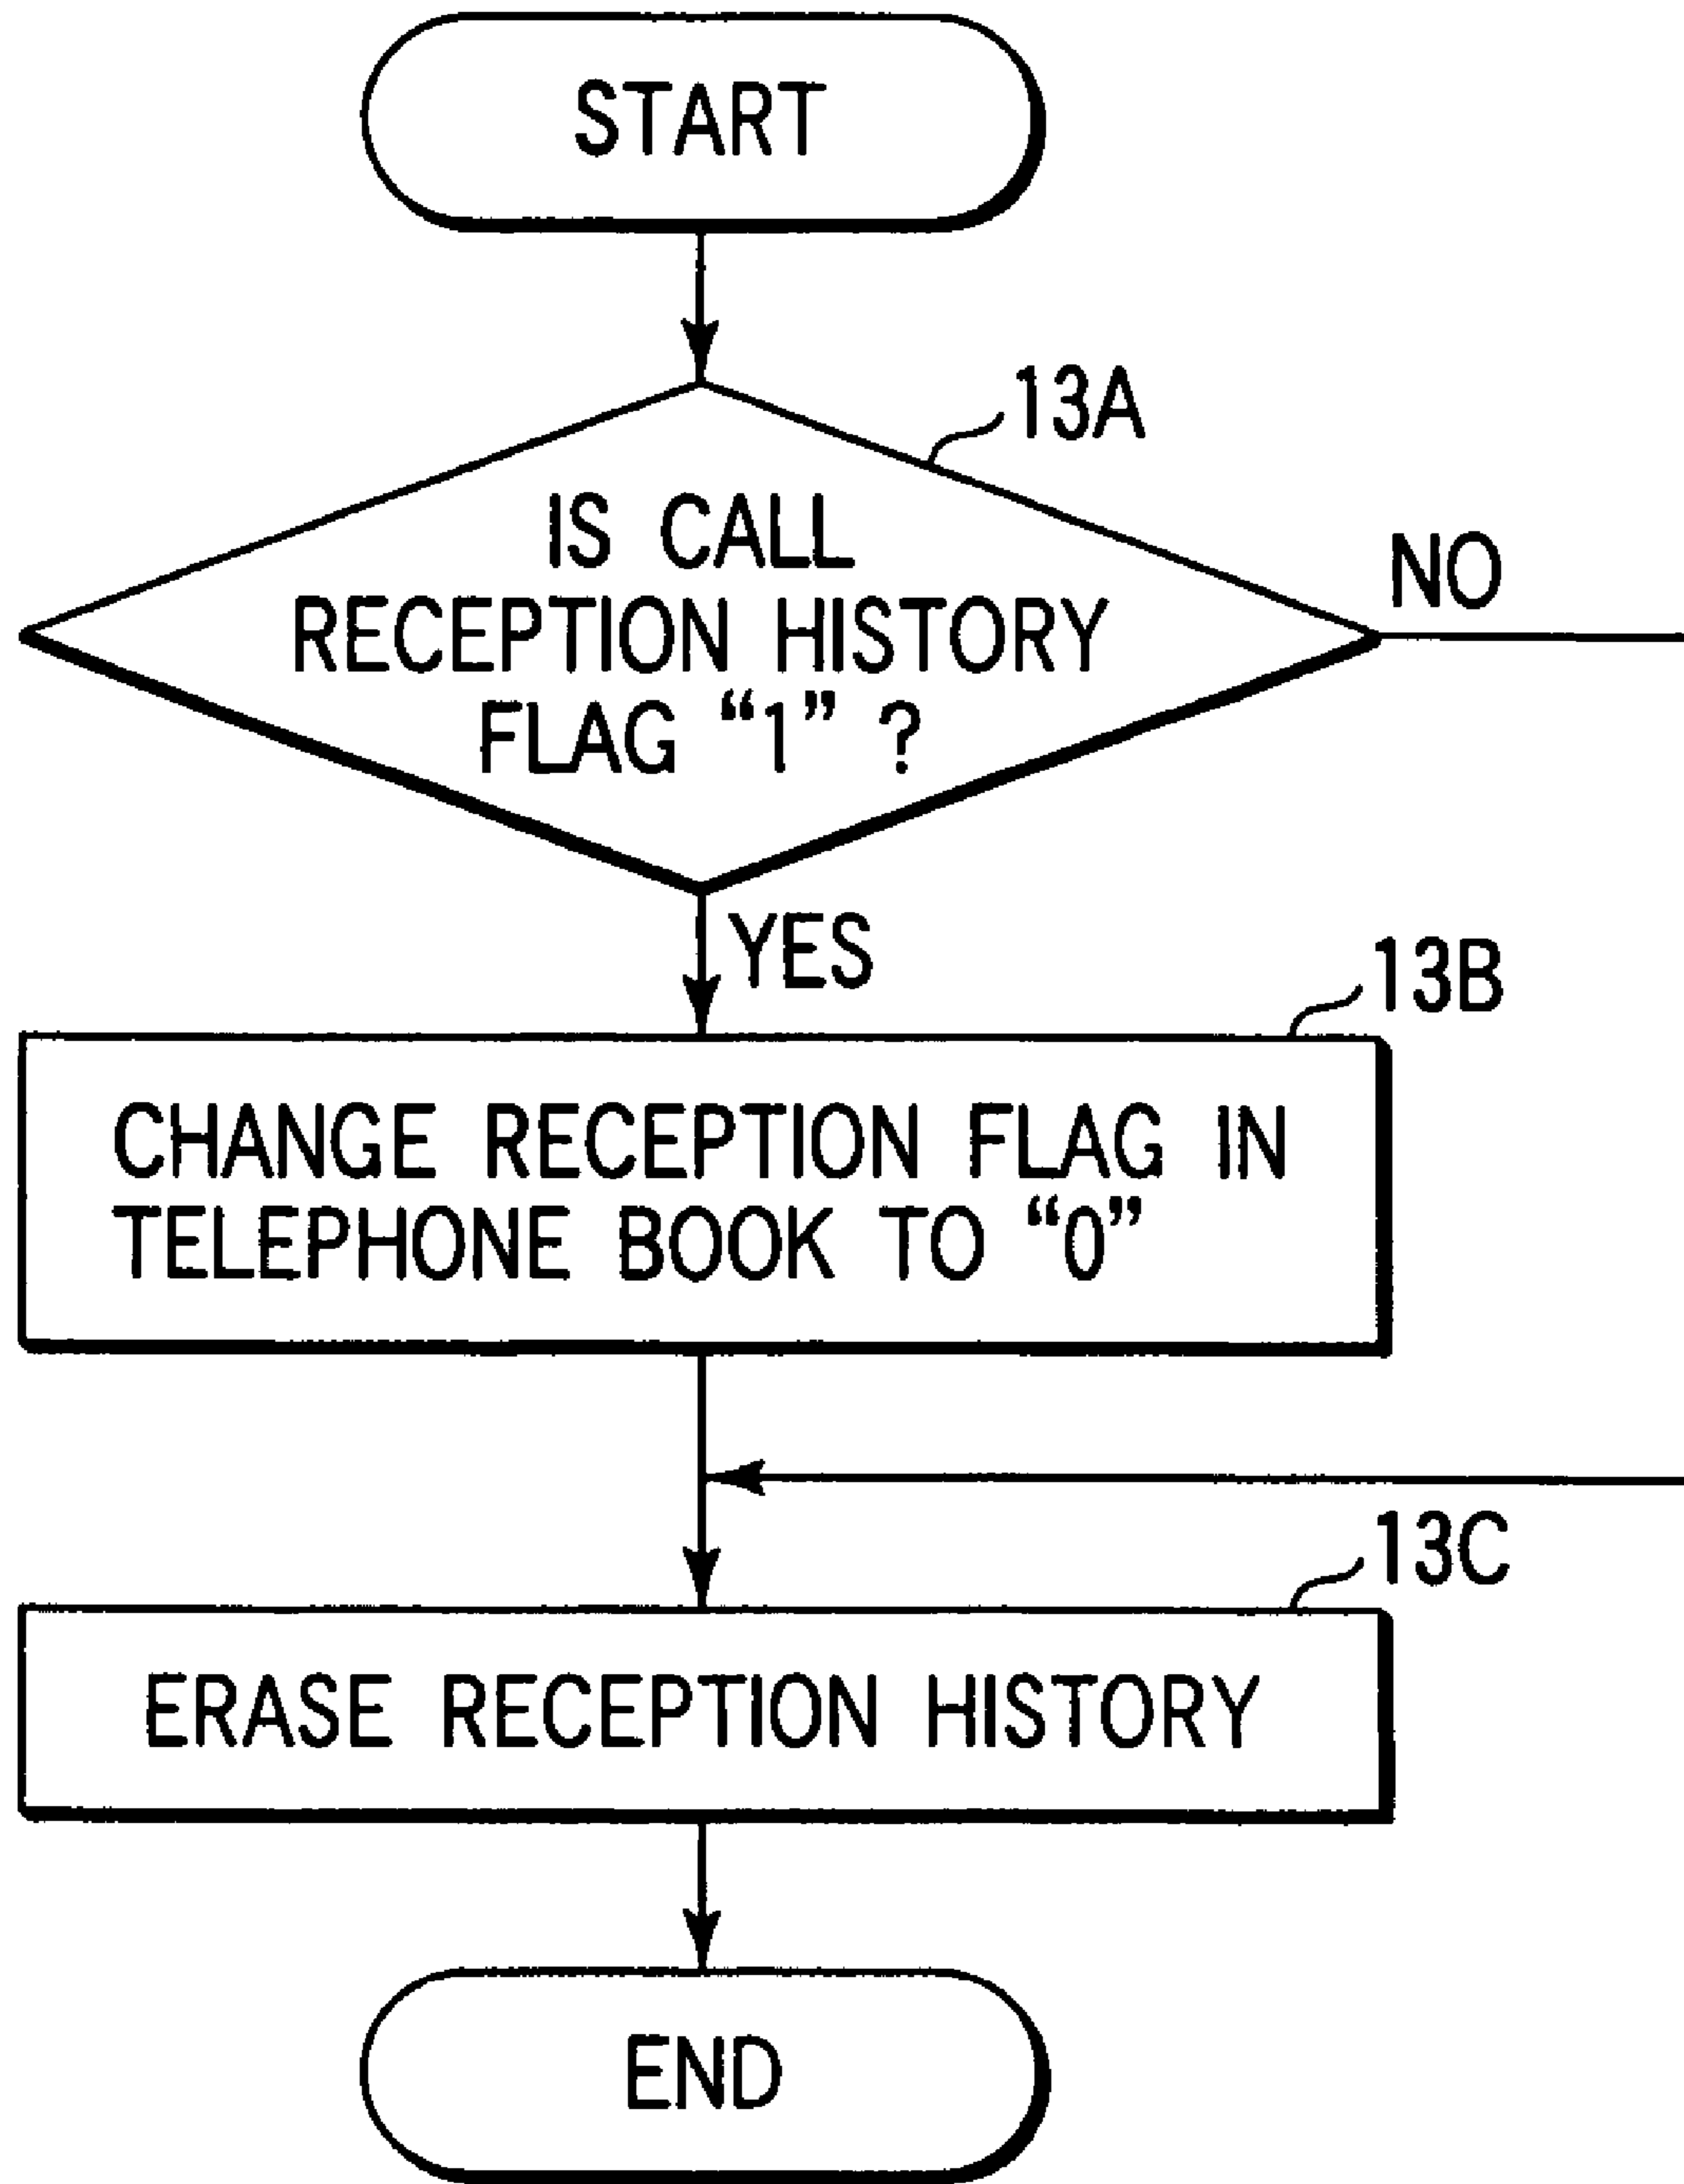 START
13A
IS CALL
RECEPTION HISTORY
FLAG “1” ?
NO
YES
13B
CHANGE RECEPTION FLAG IN
TELEPHONE BOOK TO “0”
13C
ERASE RECEPTION HISTORY
END